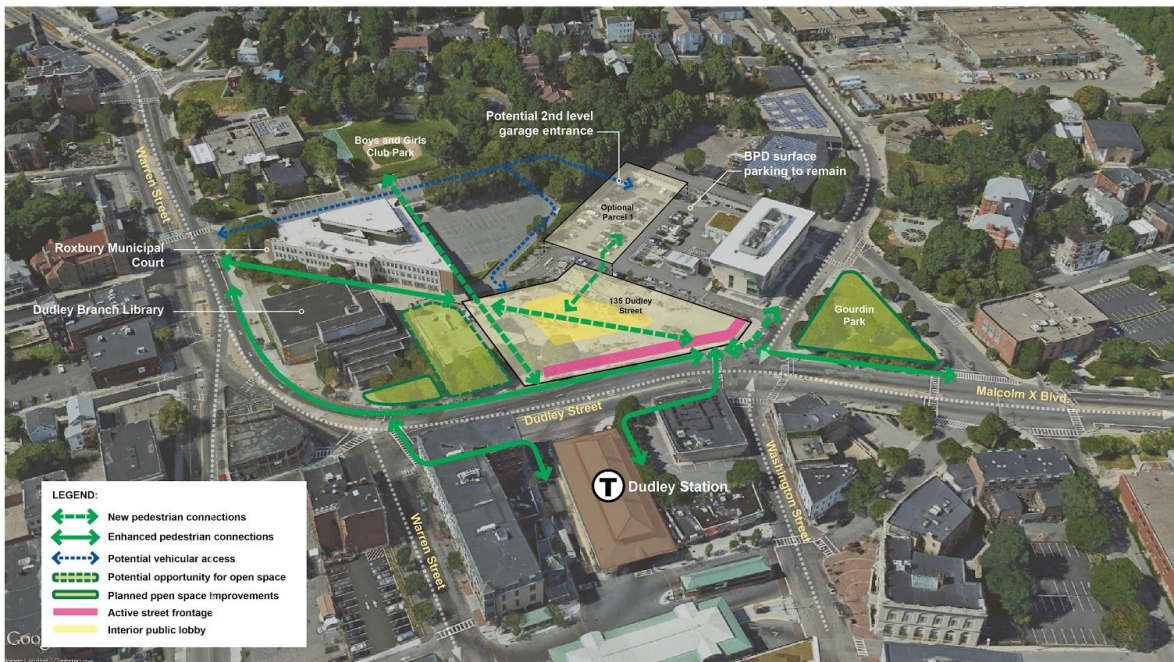 Potential 2nd level
garage entrance
Boys and Girls
Club Park
BPD surface
parking to remain
Warren Street
Optional
Parcel 1
Roxbury Municipal
Court
Dudley Branch Library
135 Dudley
Street
Gourdin
Park
Malcolm X Blvd
Dudley Street
T
Dudley Station
Washington Street
Warren Street
LEGEND:
New pedestrian connections
Enhanced pedestrian connections
Potential vehicular access
Potential opportunity for open space
Planned ppen space Improvements
Active street frontage
Interior public lobby